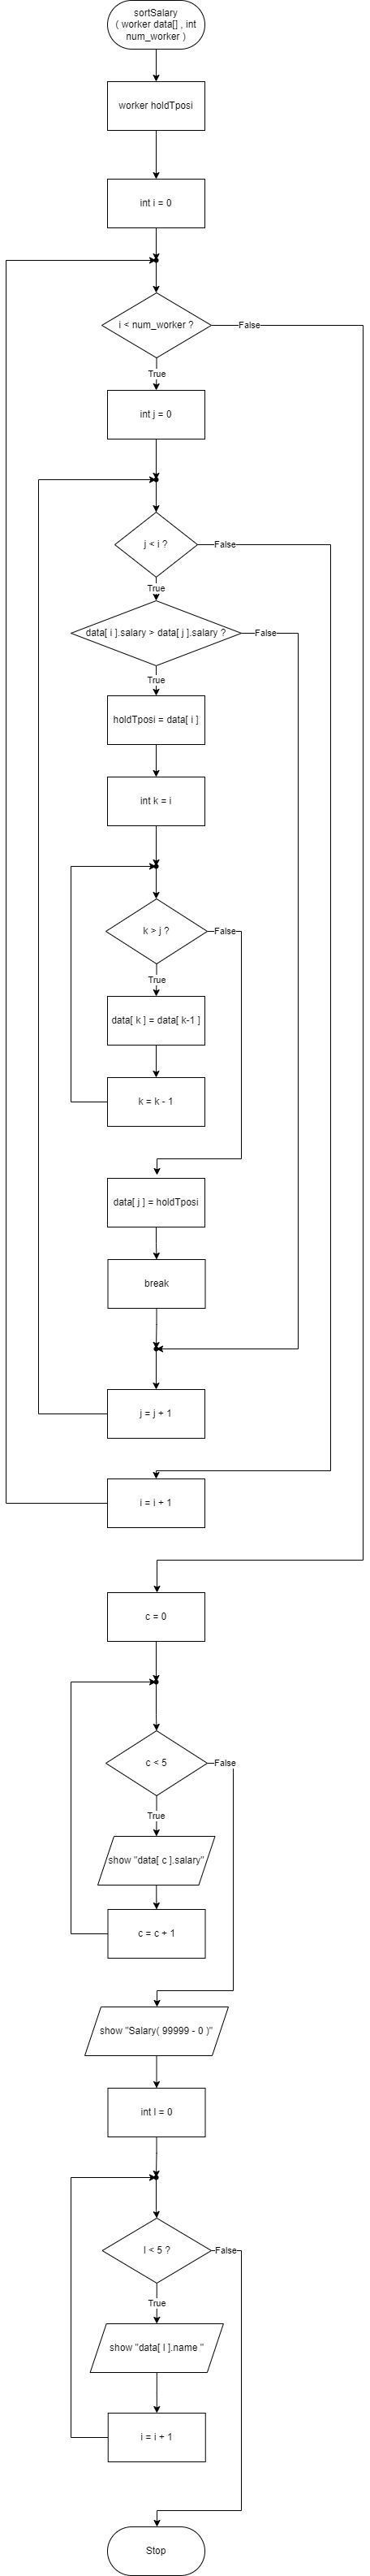 sortSalary
( worker data[] , int
num_worker )
worker holdTposi
int i = 0
i < num_worker ?
False
True
int j = 0
j < i ?
False
True
data[ i ].salary > data[ j ].salary ?
False
True
holdTposi = data[ i ]
int k = i
k > j ?
False
True
data[ k ] = data[ k-1 ]
k = k - 1
data[ j ] = holdTposi
break
j = j + 1
i = i + 1
c = 0
c < 5
False
True
show "data[ c ].salary"
c = c + 1
show "Salary( 99999 - 0 )"
int l = 0
l < 5 ?
False
True
show "data[ l ].name "
i = i + 1
Stop